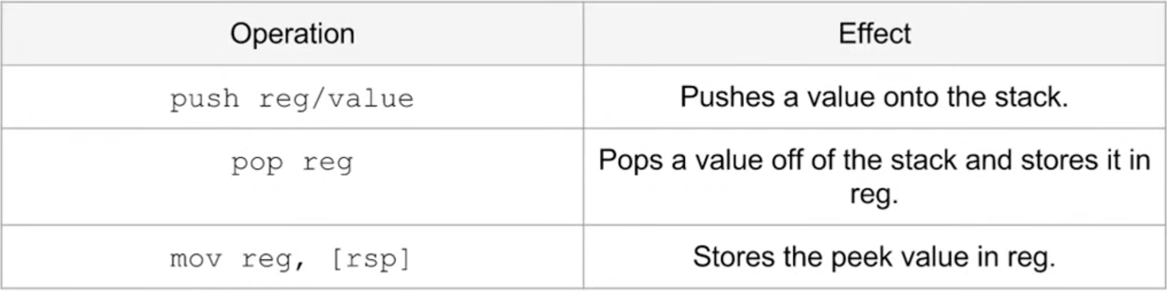 Operation
Effect
push reg/value
Pushes a value onto the stack.
pop reg
Pops a value off of the stack and stores it in
reg.
mov reg, [rsp]
Stores the peek value in reg.